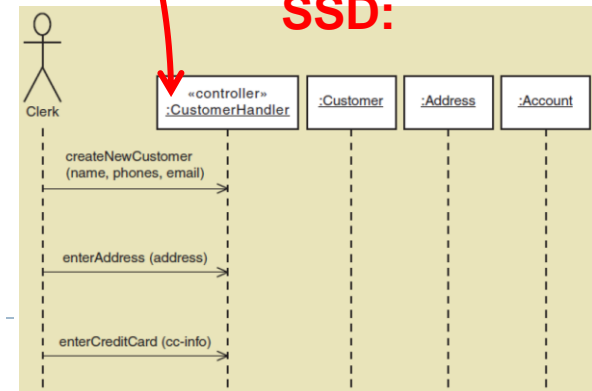 SSD:
Clerk
«controller»
:CustomerHandler
:Customer
:Address
:Account
createNewCustomer
(name, phones, email)
enterAddress (address)
enterCreditCard (cc-info)